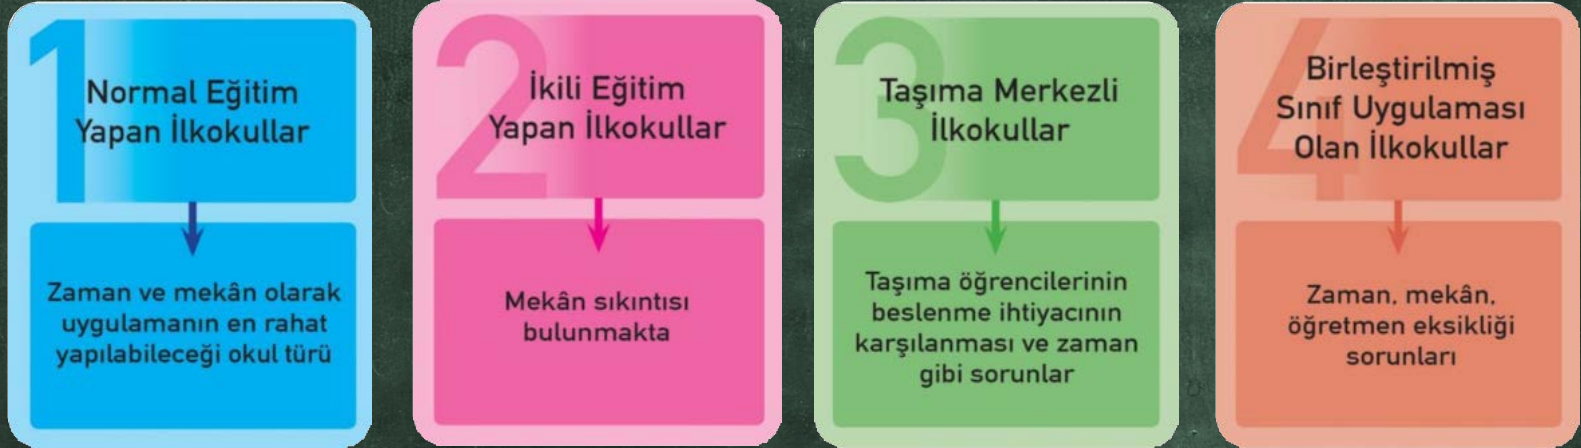 1
Normal Eğitim
Yapan İlkokullar
Zaman ve mekân olarak
uygulamanın en rahat
yapılabileceği okul türü
2
İkili Eğitim
Yapan İlkokullar
Mekân sıkıntısı
bulunmakta
3
Taşıma Merkezli
İlkokullar
Taşıma öğrencilerinin
beslenme ihtiyacının
karşılanması ve zaman
gibi sorunlar
4
Birleştirilmiş
Sınıf Uygulaması
Olan İlkokullar
Zaman, mekân,
öğretmen eksikliği
sorunları